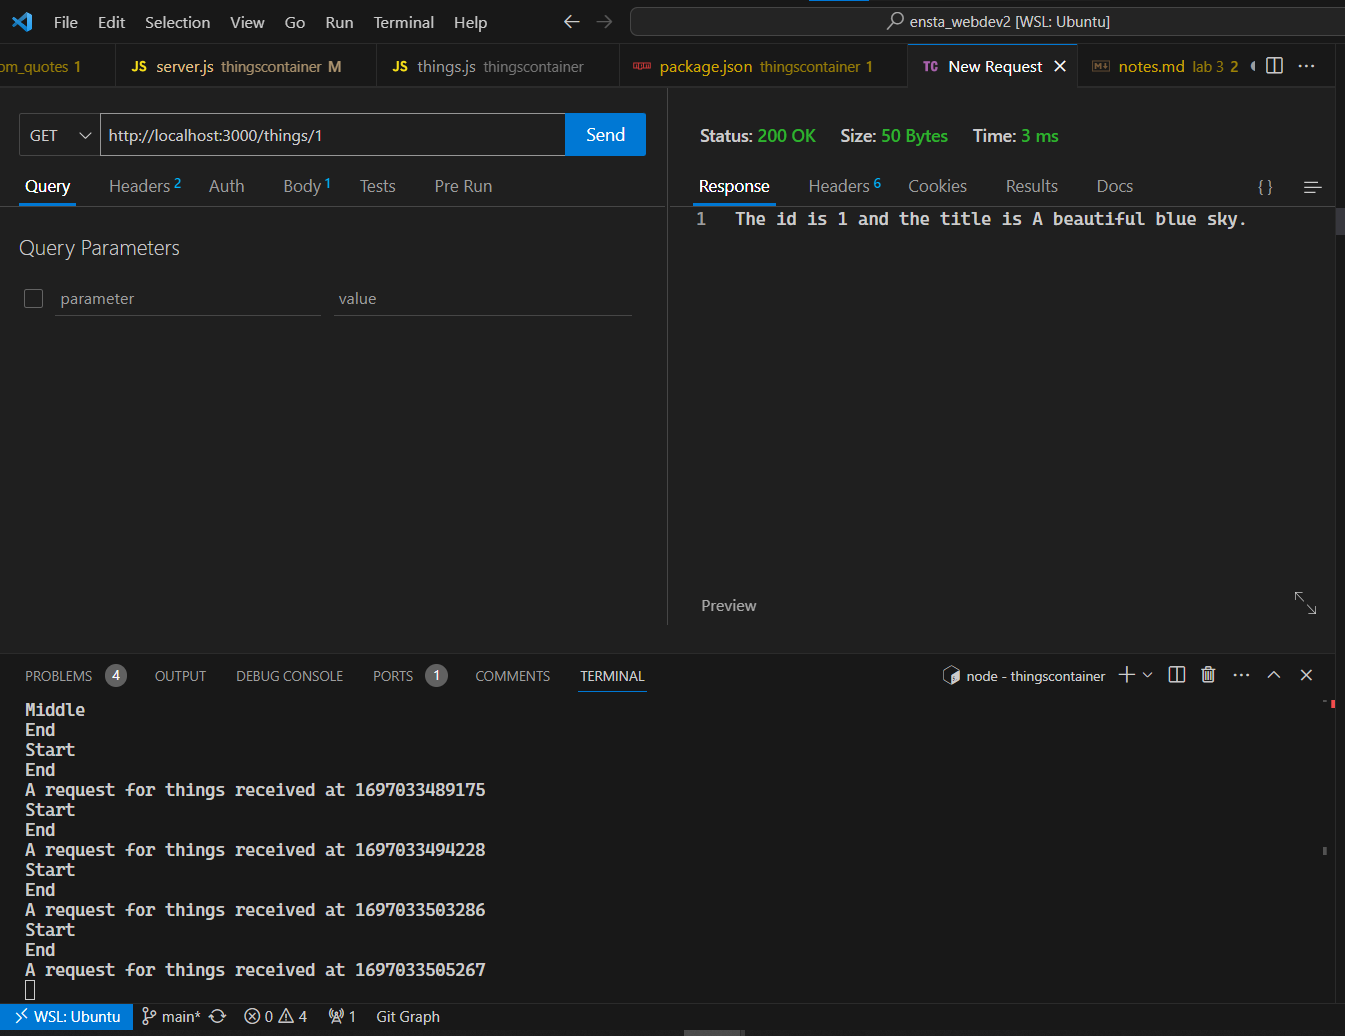 File Edit Selection View Go Run Terminal Help ensta_webdev2 [WSL: Ubuntu]
om_quotes 1 JS server.js thingscontainer M JS things.js thingscontainer package.json thingscontainer 1 TC New Request notes.md lab 3 2
GET http://localhost:3000/things/1 Send
Query Headers 2 Auth Body 1 Tests Pre Run
Query Parameters
parameter value
Status: 200 OK Size: 50 Bytes Time: 3 ms
Response Headers 6 Cookies Results Docs { }
1 The id is 1 and the title is A beautiful blue sky.
Preview
PROBLEMS 4 OUTPUT DEBUG CONSOLE PORTS 1 COMMENTS TERMINAL node - thingscontainer
Middle
End
Start
End
A request for things received at 1697033489175
Start
End
A request for things received at 1697033494228
Start
End
A request for things received at 1697033503286
Start
End
A request for things received at 1697033505267
WSL: Ubuntu main* 0 4 1 Git Graph